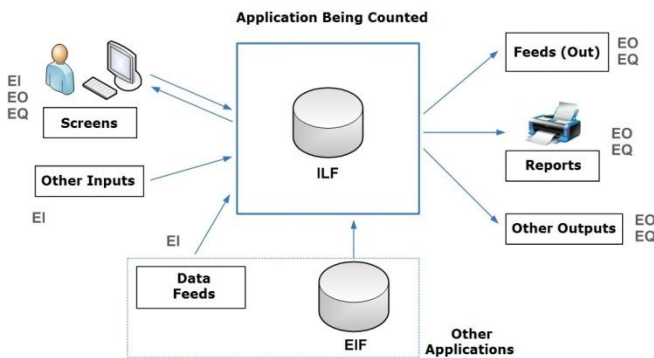 Application Being Counted
EI
EO
EQ
Screens
Other Inputs
EI
ILF
Feeds (Out)
EO
EQ
EO
EQ
Reports
Other Outputs
EO
EQ
EI
Data
Feeds
EIF
Other
Applications